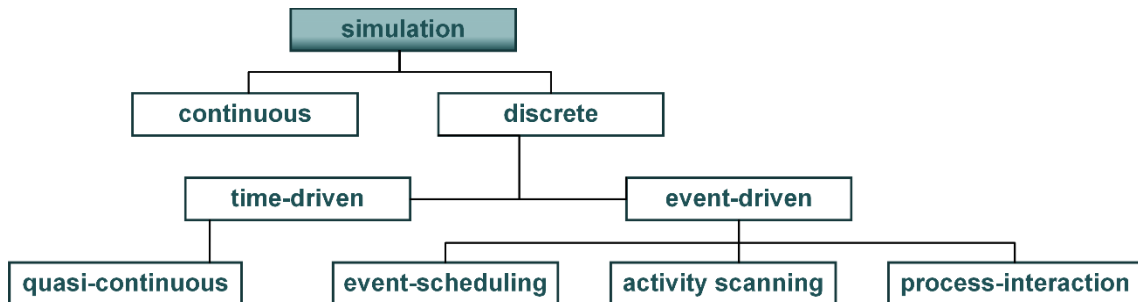 simulation
continuous
discrete
time-driven
event-driven
quasi-continuous
event-scheduling
activity scanning
process-interaction